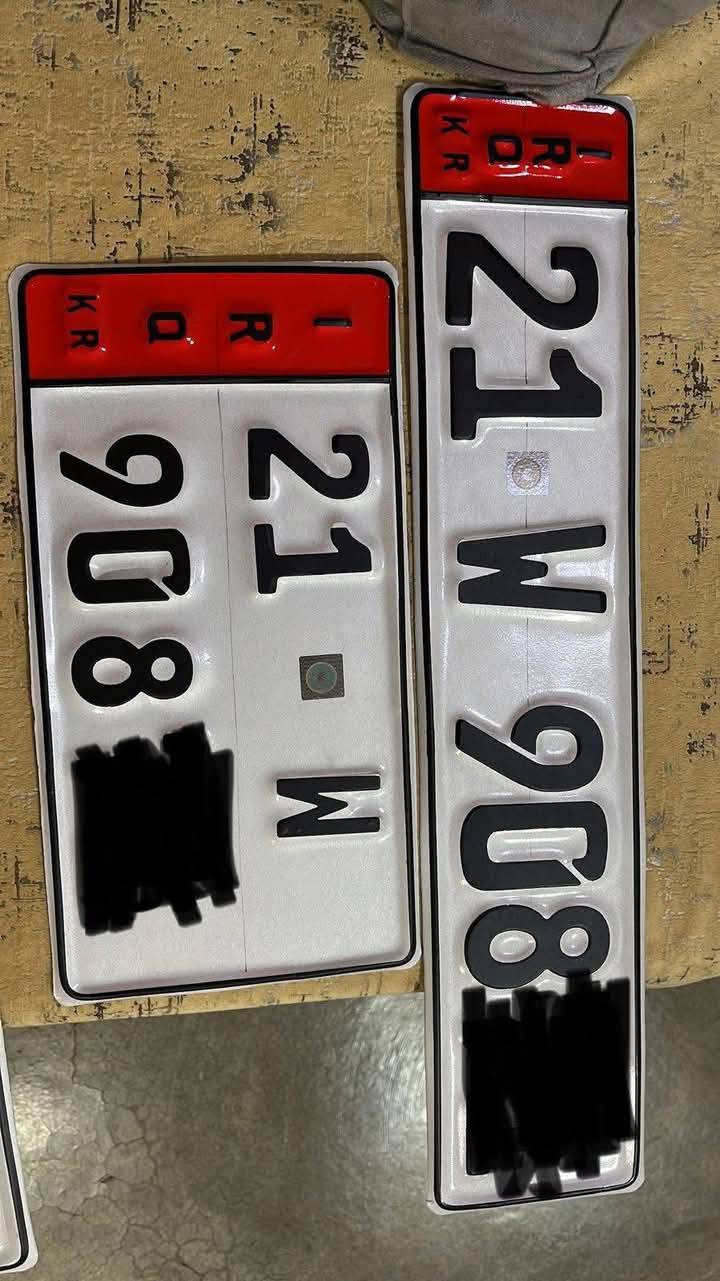 IRQ
KR
21 W
908
IRQ
KR
21 W 908